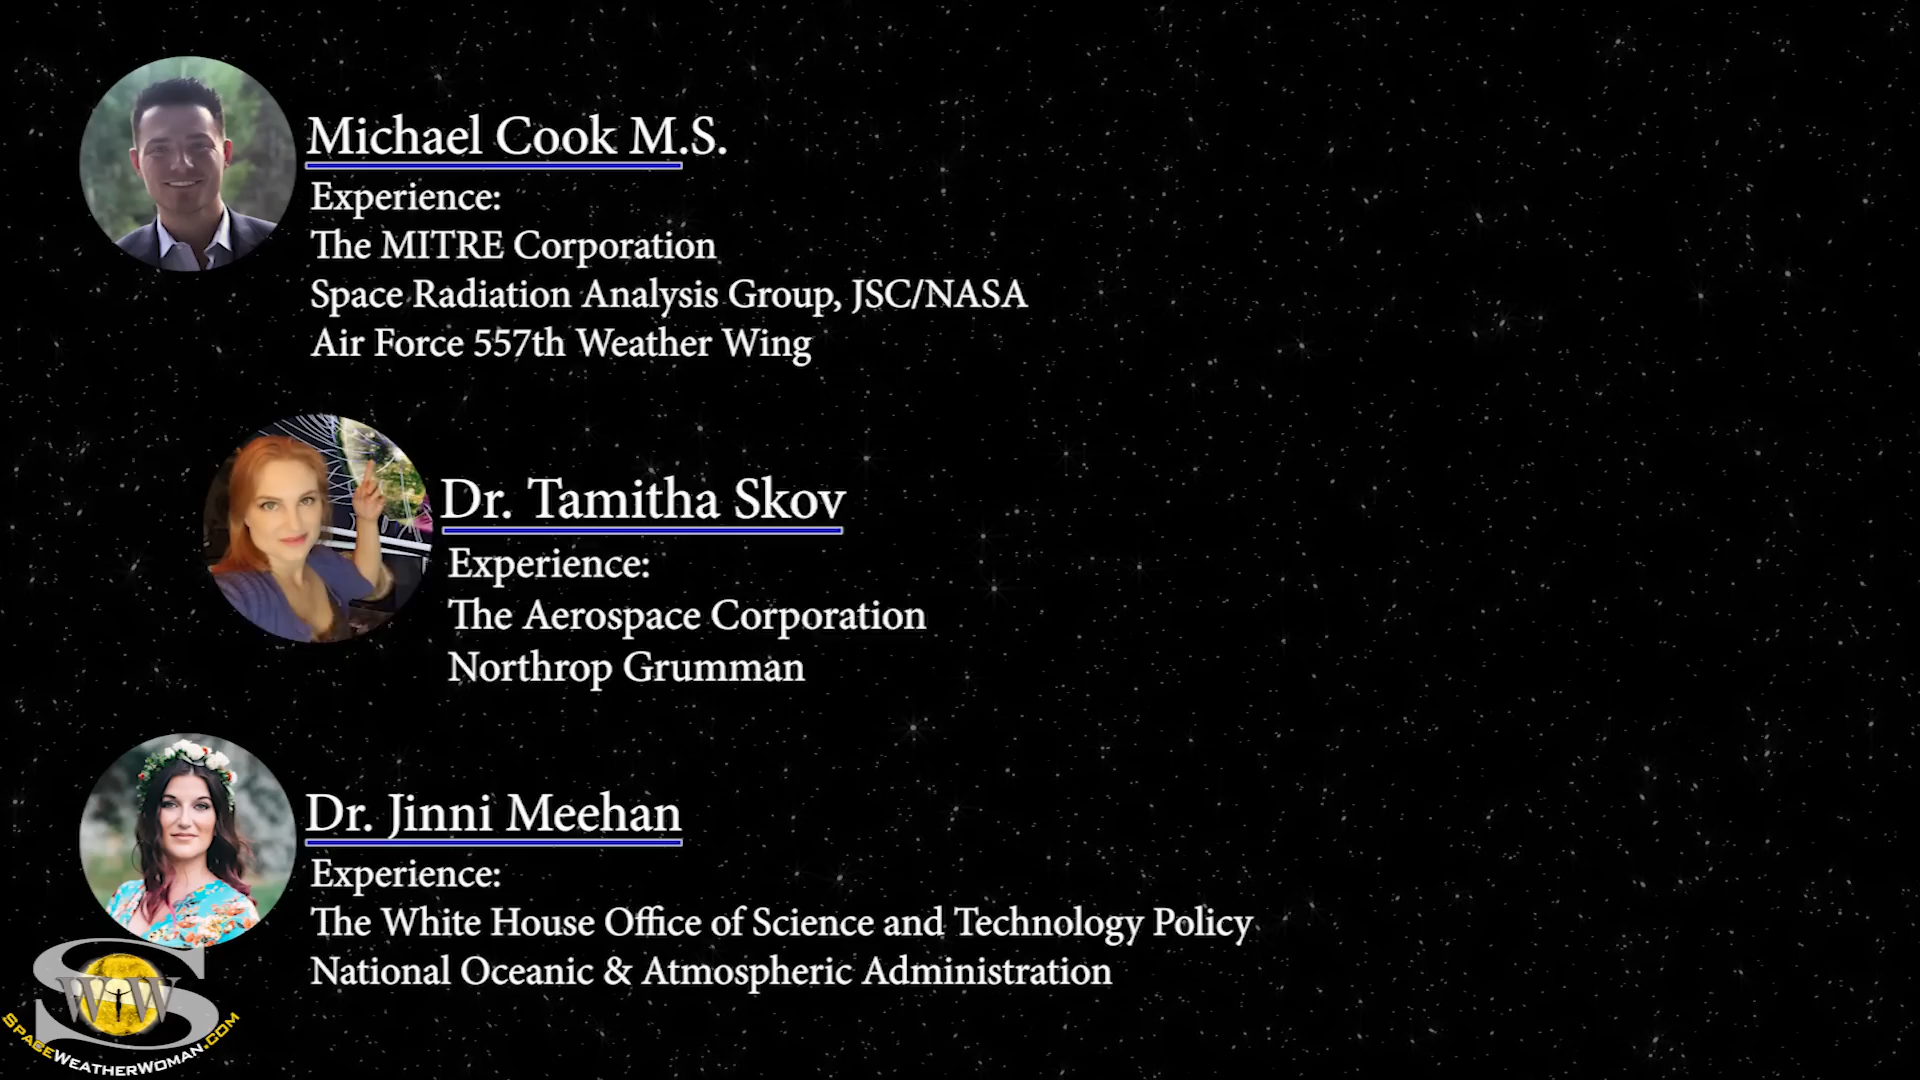 Michael Cook M.S.
Experience:
The MITRE Corporation
Space Radiation Analysis Group, JSC/NASA
Air Force 557th Weather Wing
Dr. Tamitha Skov
Experience:
The Aerospace Corporation
Northrop Grumman
Dr. Jinni Meehan
Experience:
The White House Office of Science and Technology Policy
National Oceanic & Atmospheric Administration
S
WW
SPACEWEATHERWOMAN.COM